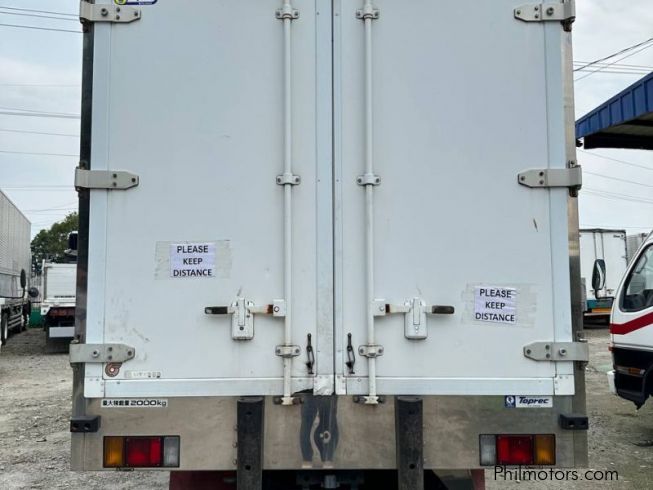 PLEASE
KEEP
DISTANCE
PLEASE
KEEP
DISTANCE
最大積載量 2000kg
Toprec
Philmotors.com